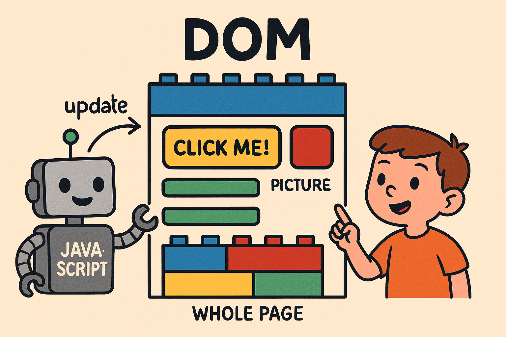 DOM
update
CLICK ME!
PICTURE
JAVA-
SCRIPT
WHOLE PAGE